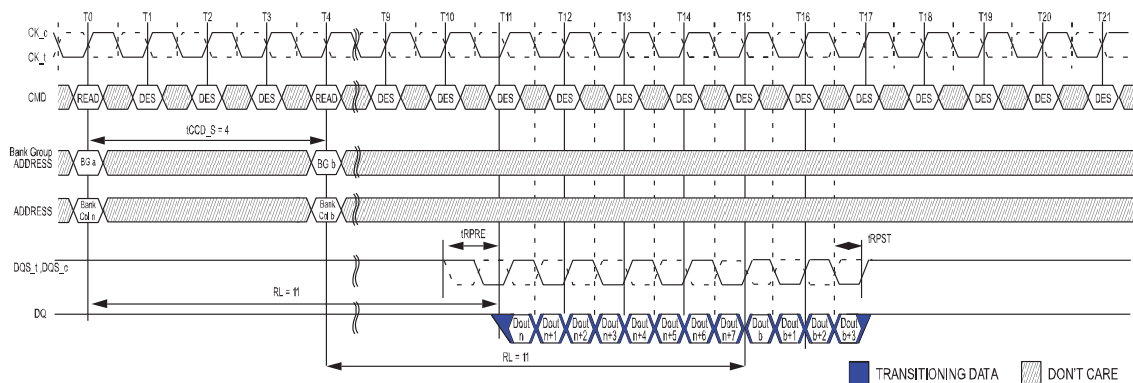 T0 T1 T2 T3 T4 T9 T10 T11 T12 T13 T14 T15 T16 T17 T18 T19 T20 T21
CK_c
CK_t
CMD READ DES DES DES READ DES DES DES DES DES DES DES DES DES DES DES DES DES
tCCD_S = 4
Bank Group
ADDRESS BG a BG b
ADDRESS Bank Col n Bank Col b
tRPRE tRPST
DQS_t ,DQS_c
RL = 11
DQ Dout n Dout n+1 Dout n+2 Dout n+3 Dout n+4 Dout n+5 Dout n+6 Dout n+7 Dout b Dout b+1 Dout b+2 Dout b+3
RL = 11
TRANSITIONING DATA DON'T CARE